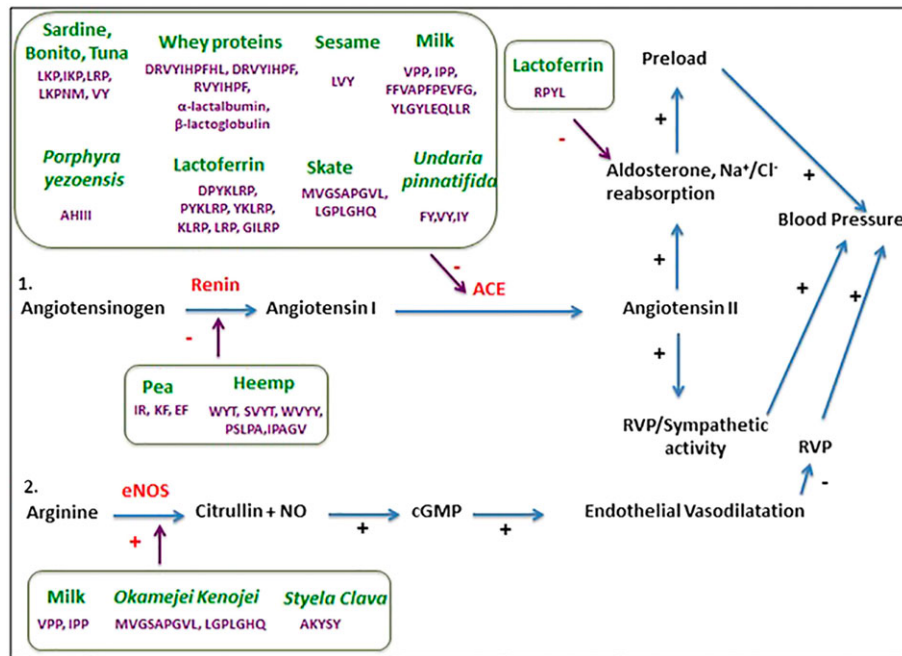 Sardine,
Bonito, Tuna
LKP,IKP,LRP,
LKPNM, VY
Whey proteins
DRVYIHPFHL, DRVYIHPF,
RVYIHPF,
α-lactalbumin,
β-lactoglobulin
Sesame
LVY
Milk
VPP, IPP,
FFVAPFPEVFG,
YLGYLEQLLR
Porphyra
yezoensis
AHIII
Lactoferrin
DPYKLRP,
PYKLRP, YKLRP,
KLRP, LRP, GILRP
Skate
MVGSAPGVL,
LGPLGHQ
Undaria
pinnatifida
FY,VY,IY
Lactoferrin
RPYL
-
Preload
+
+
Aldosterone, Na⁺/Cl⁻
reabsorption
Blood Pressure
+
+
+
1.
Angiotensinogen
Renin
-
Angiotensin I
-
ACE
Angiotensin II
+
Pea
IR, KF, EF
Heemp
WYT, SVYT, WVYY,
PSLPA,IPAGV
RVP/Sympathetic
activity
RVP
-
2.
Arginine
eNOS
+
Citrullin + NO
+
cGMP
+
Endothelial Vasodilatation
Milk
VPP, IPP
Okamejei Kenojei
MVGSAPGVL, LGPLGHQ
Styela Clava
AKYSY